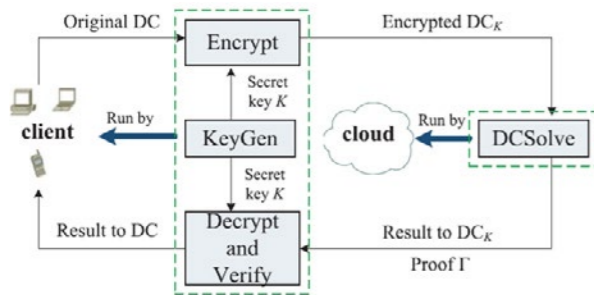 Original DC
Encrypt
Encrypted DC_K
Secret
key K
client
Run by
KeyGen
cloud
Run by
DCSolve
Secret
key K
Result to DC
Decrypt
and
Verify
Result to DC_K
Proof Γ